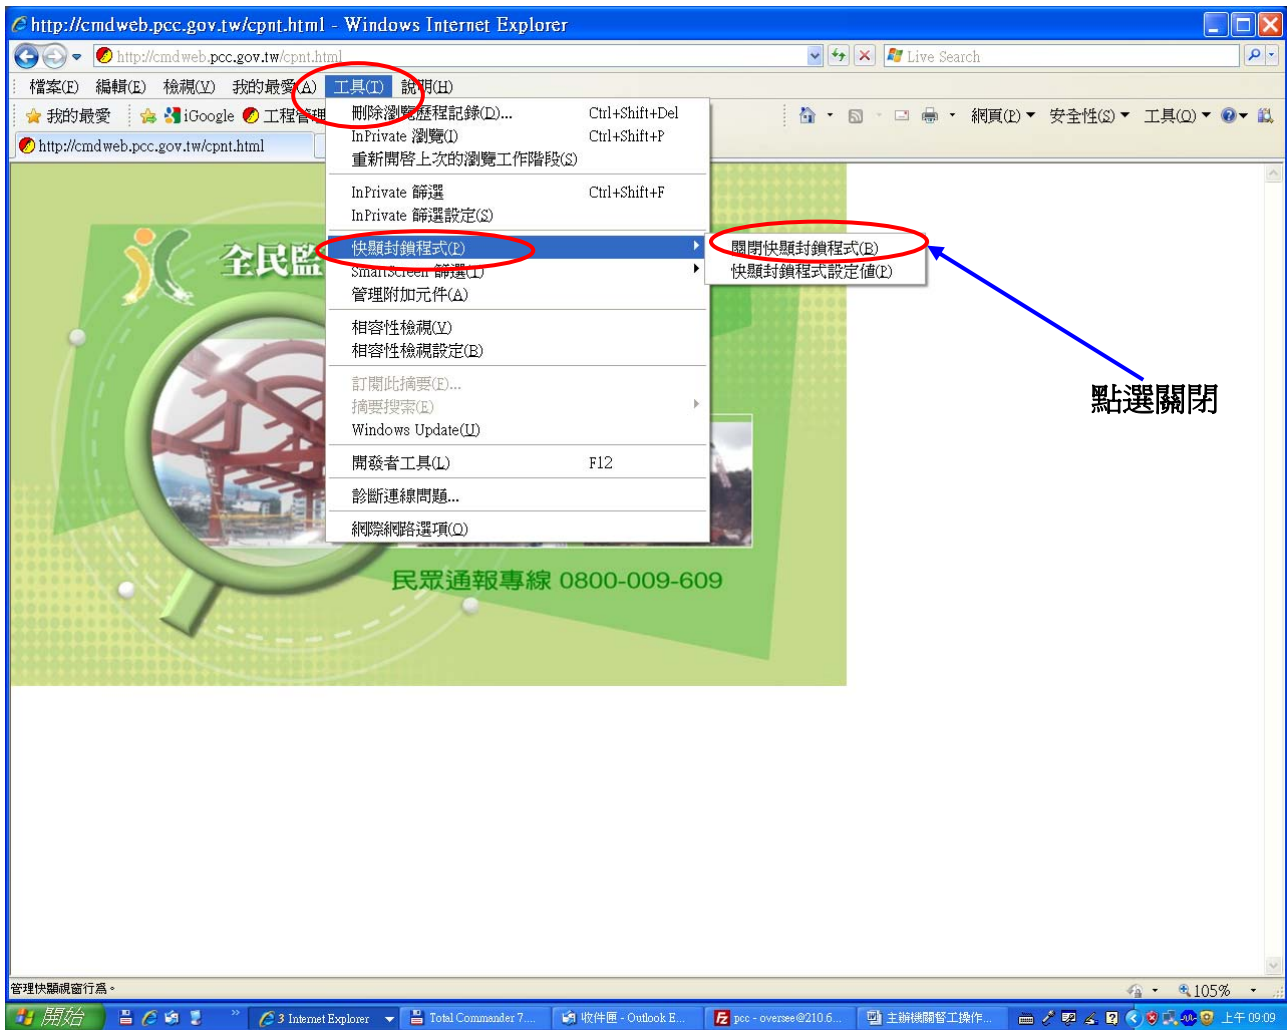 http://cmdweb.pcc.gov.tw/cpnt.html - Windows Internet Explorer
http://cmdweb.pcc.gov.tw/cpnt.html
Live Search
檔案(F) 編輯(E) 檢視(V) 我的最愛(A) 工具(T) 說明(H)
我的最愛 iGoogle 工程管理
網頁(P) 安全性(S) 工具(O)
http://cmdweb.pcc.gov.tw/cpnt.html
刪除瀏覽歷程記錄(D)... Ctrl+Shift+Del
InPrivate 瀏覽(I) Ctrl+Shift+P
重新開啓上次的瀏覽工作階段(S)
InPrivate 篩選 Ctrl+Shift+F
InPrivate 篩選設定(S)
快顯封鎖程式(P)
SmartScreen 篩選(T)
管理附加元件(A)
相容性檢視(V)
相容性檢視設定(B)
訂閱此摘要(F)...
摘要搜索(E)
Windows Update(U)
開發者工具(L) F12
診斷連線問題...
網際網路選項(O)
關閉快顯封鎖程式(B)
快顯封鎖程式設定值(P)
點選關閉
全民監
民眾通報專線 0800-009-609
管理快顯視窗行爲。
105%
開始
3 Internet Explorer
Total Commander 7....
收件匣 - Outlook E...
pcc - oversee@210.6...
主辦機關督工操作...
上午 09:09